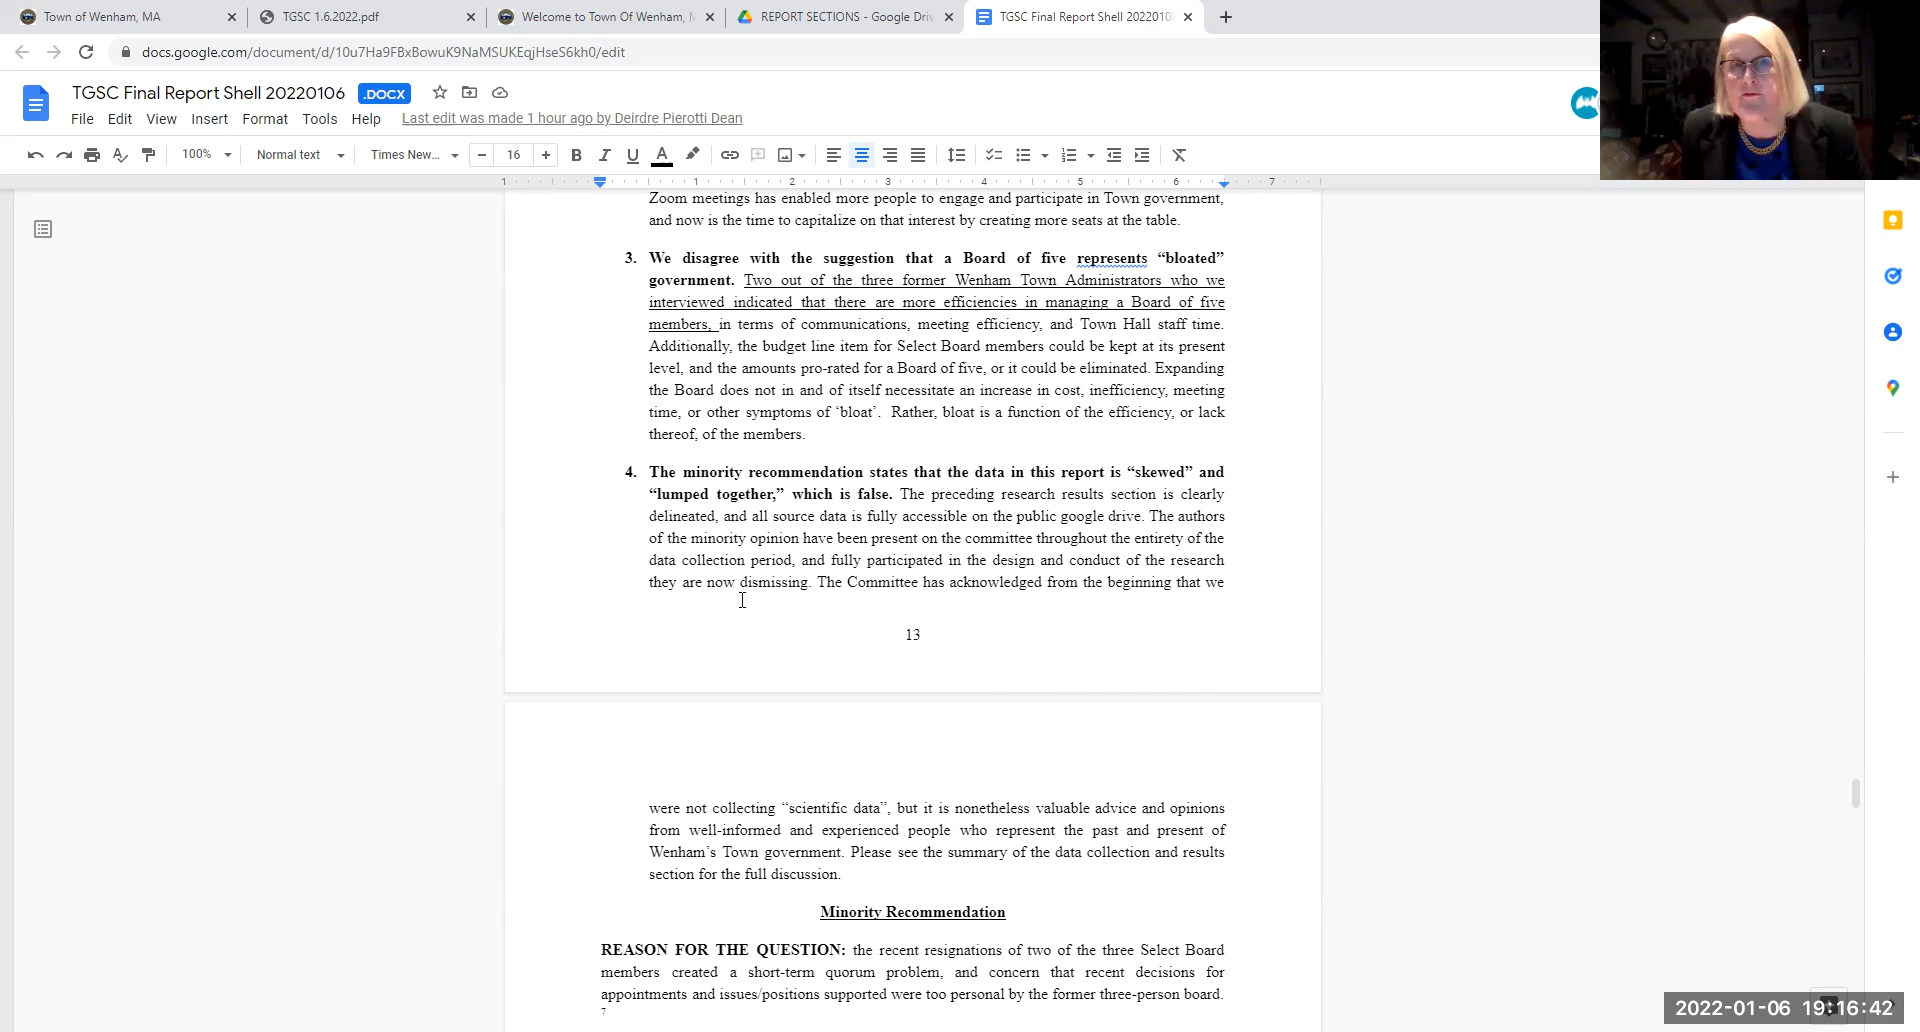 Town of Wenham, MA
TGSC 1.6.2022.pdf
Welcome to Town Of Wenham, M
REPORT SECTIONS - Google Driv
TGSC Final Report Shell 2022010
docs.google.com/document/d/10u7Ha9FBxBowuK9NaMSUKEqjHseS6kh0/edit
TGSC Final Report Shell 20220106 .DOCX
File Edit View Insert Format Tools Help Last edit was made 1 hour ago by Deirdre Pierotti Dean
100% Normal text Times New... 16 B I U A
1 1 2 3 4 5 6 7
Zoom meetings has enabled more people to engage and participate in Town government,
and now is the time to capitalize on that interest by creating more seats at the table.
3. We disagree with the suggestion that a Board of five represents “bloated”
government. Two out of the three former Wenham Town Administrators who we
interviewed indicated that there are more efficiencies in managing a Board of five
members, in terms of communications, meeting efficiency, and Town Hall staff time.
Additionally, the budget line item for Select Board members could be kept at its present
level, and the amounts pro-rated for a Board of five, or it could be eliminated. Expanding
the Board does not in and of itself necessitate an increase in cost, inefficiency, meeting
time, or other symptoms of ‘bloat’. Rather, bloat is a function of the efficiency, or lack
thereof, of the members.
4. The minority recommendation states that the data in this report is “skewed” and
“lumped together,” which is false. The preceding research results section is clearly
delineated, and all source data is fully accessible on the public google drive. The authors
of the minority opinion have been present on the committee throughout the entirety of the
data collection period, and fully participated in the design and conduct of the research
they are now dismissing. The Committee has acknowledged from the beginning that we
13
were not collecting “scientific data”, but it is nonetheless valuable advice and opinions
from well-informed and experienced people who represent the past and present of
Wenham’s Town government. Please see the summary of the data collection and results
section for the full discussion.
Minority Recommendation
REASON FOR THE QUESTION: the recent resignations of two of the three Select Board
members created a short-term quorum problem, and concern that recent decisions for
appointments and issues/positions supported were too personal by the former three-person board.
7
2022-01-06 19:16:42